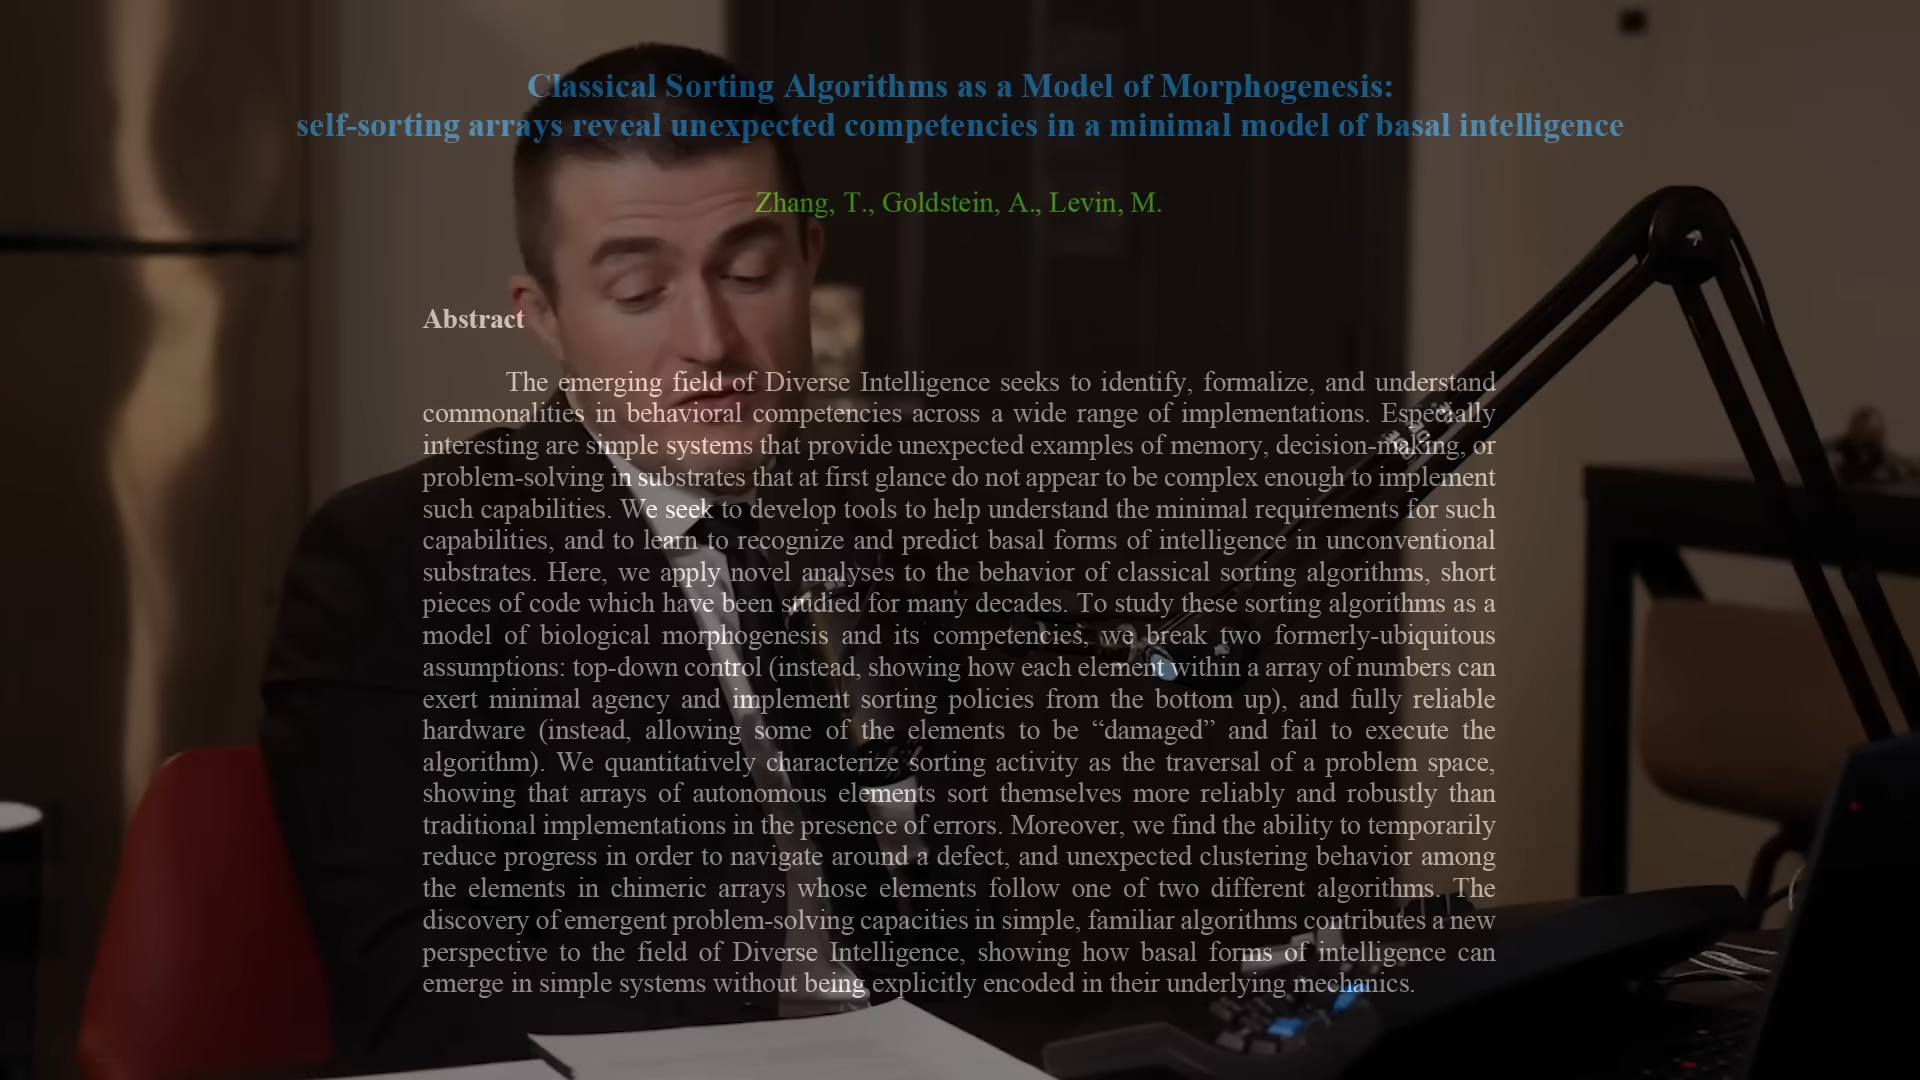 Classical Sorting Algorithms as a Model of Morphogenesis:
self-sorting arrays reveal unexpected competencies in a minimal model of basal intelligence
Zhang, T., Goldstein, A., Levin, M.
Abstract
The emerging field of Diverse Intelligence seeks to identify, formalize, and understand
commonalities in behavioral competencies across a wide range of implementations. Especially
interesting are simple systems that provide unexpected examples of memory, decision-making, or
problem-solving in substrates that at first glance do not appear to be complex enough to implement
such capabilities. We seek to develop tools to help understand the minimal requirements for such
capabilities, and to learn to recognize and predict basal forms of intelligence in unconventional
substrates. Here, we apply novel analyses to the behavior of classical sorting algorithms, short
pieces of code which have been studied for many decades. To study these sorting algorithms as a
model of biological morphogenesis and its competencies, we break two formerly-ubiquitous
assumptions: top-down control (instead, showing how each element within a array of numbers can
exert minimal agency and implement sorting policies from the bottom up), and fully reliable
hardware (instead, allowing some of the elements to be “damaged” and fail to execute the
algorithm). We quantitatively characterize sorting activity as the traversal of a problem space,
showing that arrays of autonomous elements sort themselves more reliably and robustly than
traditional implementations in the presence of errors. Moreover, we find the ability to temporarily
reduce progress in order to navigate around a defect, and unexpected clustering behavior among
the elements in chimeric arrays whose elements follow one of two different algorithms. The
discovery of emergent problem-solving capacities in simple, familiar algorithms contributes a new
perspective to the field of Diverse Intelligence, showing how basal forms of intelligence can
emerge in simple systems without being explicitly encoded in their underlying mechanics.